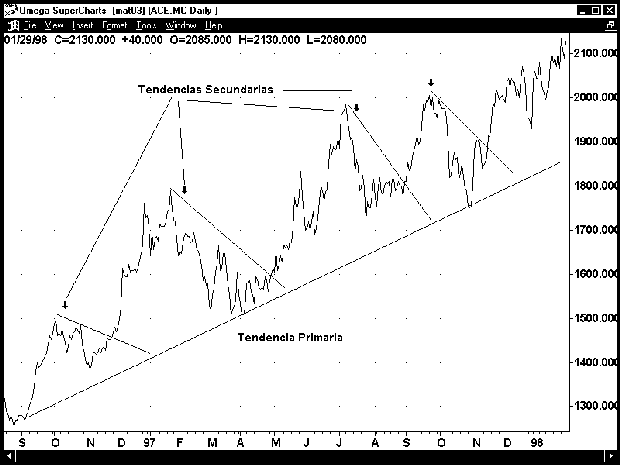 Omega SuperCharts - [mat03] [ACE.MC Daily]
File View Insert Format Tools Window Help
01/29/98 C=2130.000 +40.000 O=2085.000 H=2130.000 L=2080.000
2100.000
Tendencias Secundarias
2000.000
1900.000
1800.000
1700.000
1600.000
1500.000
Tendencia Primaria
1400.000
1300.000
S O N D 97 F M A M J J A S O N D 98